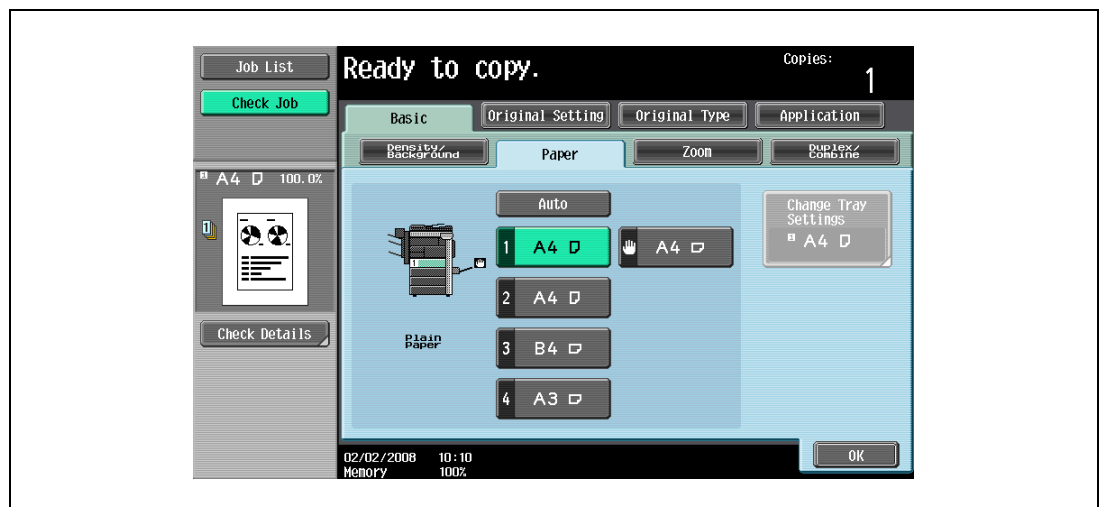 Job List
Check Job
Ready to copy.
Copies:
1
Basic
Original Setting
Original Type
Application
Density/
Background
Paper
Zoom
Duplex/
Combine
A4 100.0%
1
Auto
1 A4
A4
2 A4
3 B4
4 A3
1
Plain
Paper
Change Tray
Settings
A4
Check Details
02/02/2008 10:10
Memory 100%
OK